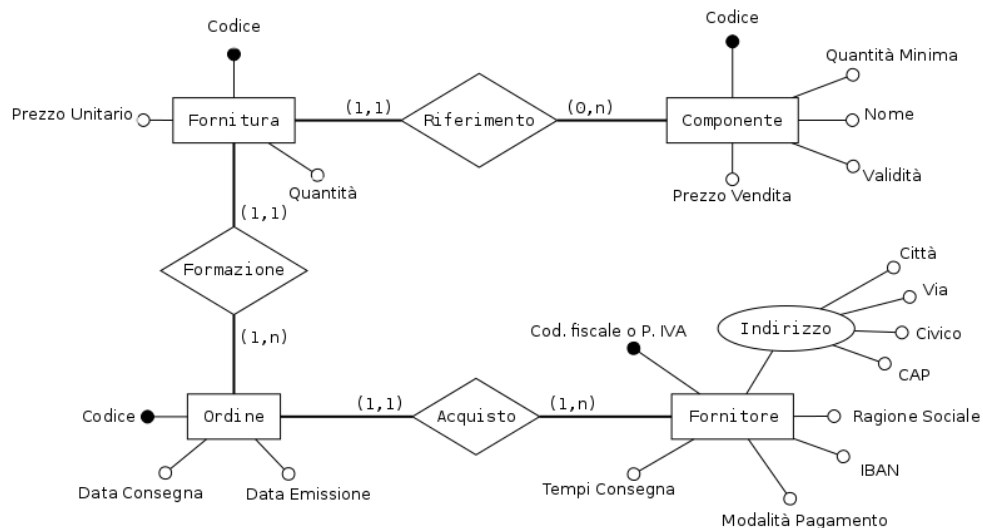 Codice
Codice
Quantità Minima
Prezzo Unitario
Fornitura
(1,1)
Riferimento
(0,n)
Componente
Nome
Validità
Quantità
Prezzo Vendita
(1,1)
Formazione
Città
Via
Indirizzo
Civico
(1,n)
Cod. fiscale o P. IVA
CAP
Codice
Ordine
(1,1)
Acquisto
(1,n)
Fornitore
Ragione Sociale
IBAN
Data Consegna
Data Emissione
Tempi Consegna
Modalità Pagamento